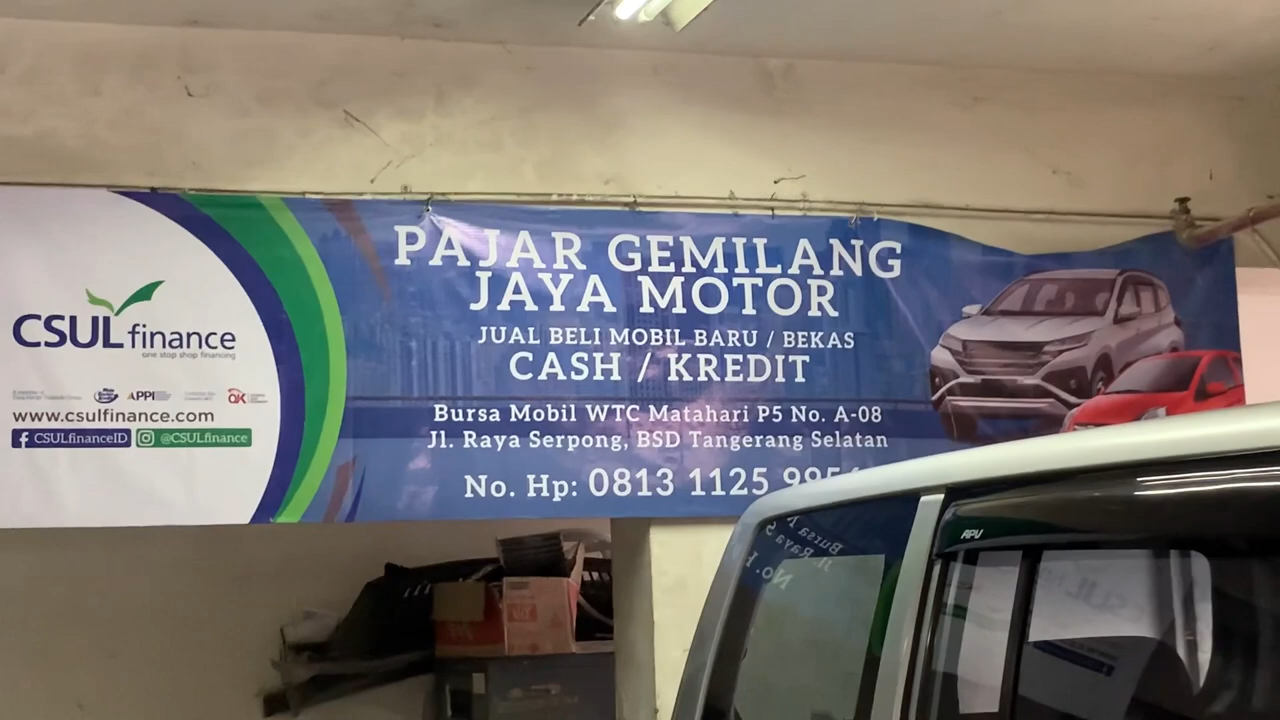 CSUL finance
one stop shop financing
APPI
OK
www.csulfinance.com
CSULfinanceID
@CSULfinance
PAJAR GEMILANG
JAYA MOTOR
JUAL BELI MOBIL BARU / BEKAS
CASH / KREDIT
Bursa Mobil WTC Matahari P5 No. A-08
Jl. Raya Serpong, BSD Tangerang Selatan
No. Hp: 0813 1125
APV